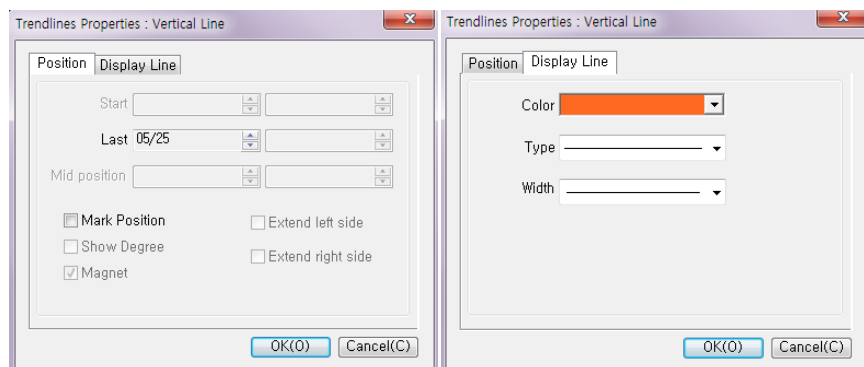 Trendlines Properties : Vertical Line
Position Display Line
Start
Last 05/25
Mid position
Mark Position Extend left side
Show Degree
Extend right side
Magnet
OK(O) Cancel(C)
Trendlines Properties : Vertical Line
Position Display Line
Color
Type
Width
OK(O) Cancel(C)